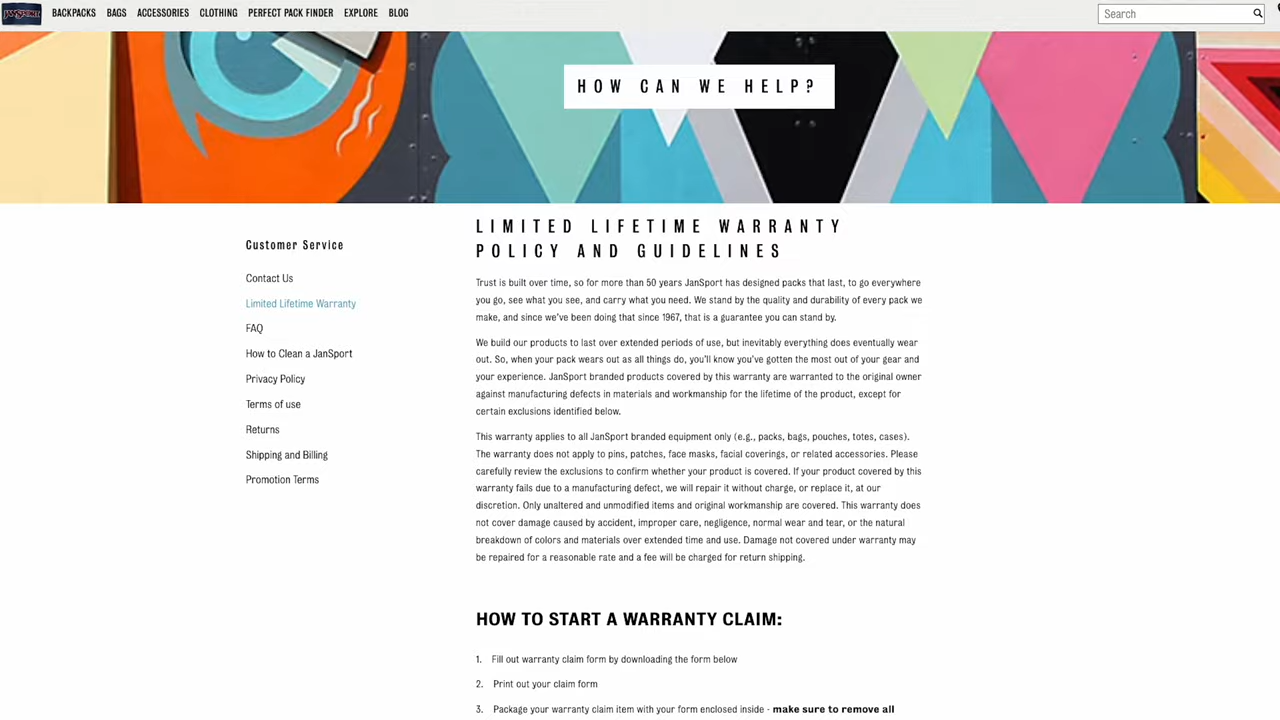 JANSPORT BACKPACKS BAGS ACCESSORIES CLOTHING PERFECT PACK FINDER EXPLORE BLOG Search
HOW CAN WE HELP?
Customer Service
Contact Us
Limited Lifetime Warranty
FAQ
How to Clean a JanSport
Privacy Policy
Terms of use
Returns
Shipping and Billing
Promotion Terms
LIMITED LIFETIME WARRANTY
POLICY AND GUIDELINES
Trust is built over time, so for more than 50 years JanSport has designed packs that last, to go everywhere
you go, see what you see, and carry what you need. We stand by the quality and durability of every pack we
make, and since we've been doing that since 1967, that is a guarantee you can stand by.
We build our products to last over extended periods of use, but inevitably everything does eventually wear
out. So, when your pack wears out as all things do, you'll know you've gotten the most out of your gear and
your experience. JanSport branded products covered by this warranty are warranted to the original owner
against manufacturing defects in materials and workmanship for the lifetime of the product, except for
certain exclusions identified below.
This warranty applies to all JanSport branded equipment only (e.g., packs, bags, pouches, totes, cases).
The warranty does not apply to pins, patches, face masks, facial coverings, or related accessories. Please
carefully review the exclusions to confirm whether your product is covered. If your product covered by this
warranty fails due to a manufacturing defect, we will repair it without charge, or replace it, at our
discretion. Only unaltered and unmodified items and original workmanship are covered. This warranty does
not cover damage caused by accident, improper care, negligence, normal wear and tear, or the natural
breakdown of colors and materials over extended time and use. Damage not covered under warranty may
be repaired for a reasonable rate and a fee will be charged for return shipping.
HOW TO START A WARRANTY CLAIM:
1. Fill out warranty claim form by downloading the form below
2. Print out your claim form
3. Package your warranty claim item with your form enclosed inside - make sure to remove all